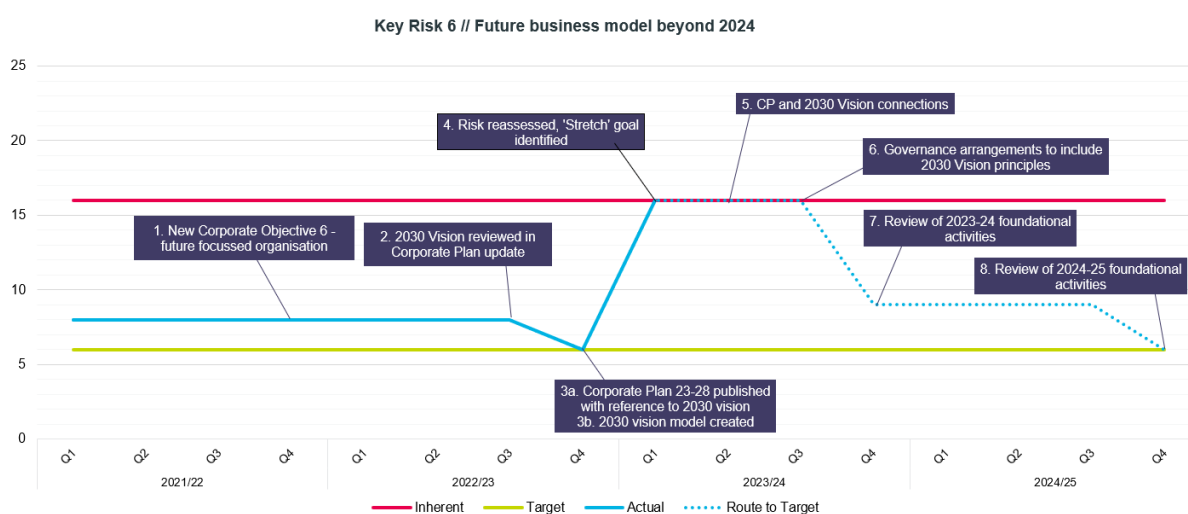 Key Risk 6 // Future business model beyond 2024
25
20
15
10
5
0
1. New Corporate Objective 6 -
future focussed organisation
2. 2030 Vision reviewed in
Corporate Plan update
3a. Corporate Plan 23-28 published
with reference to 2030 vision
3b. 2030 vision model created
4. Risk reassessed, 'Stretch' goal
identified
5. CP and 2030 Vision connections
6. Governance arrangements to include
2030 Vision principles
7. Review of 2023-24 foundational
activities
8. Review of 2024-25 foundational
activities
Q1 Q2 Q3 Q4 Q1 Q2 Q3 Q4 Q1 Q2 Q3 Q4 Q1 Q2 Q3 Q4
2021/22 2022/23 2023/24 2024/25
Inherent Target Actual Route to Target